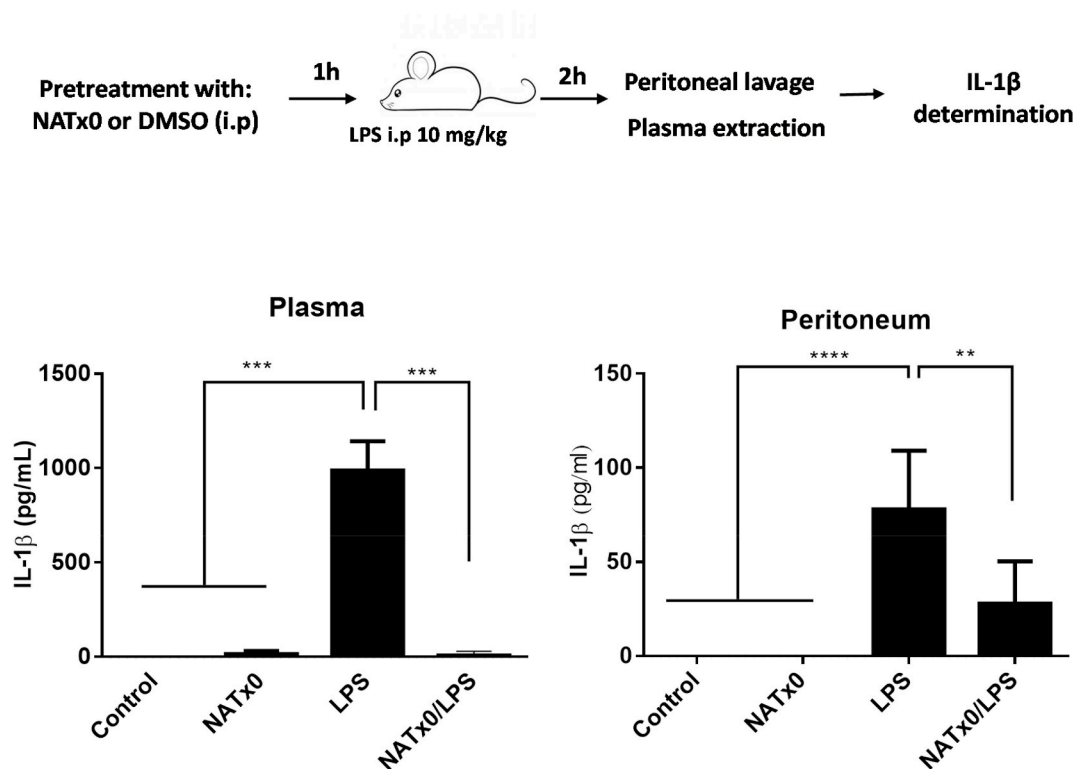 Pretreatment with:
NATx0 or DMSO (i.p)
1h
LPS i.p 10 mg/kg
2h
Peritoneal lavage
Plasma extraction
IL-1β
determination
Plasma
***
***
IL-1β (pg/mL)
1500
1000
500
0
Control
NATx0
LPS
NATx0/LPS
Peritoneum
****
**
IL-1β (pg/ml)
150
100
50
0
Control
NATx0
LPS
NATx0/LPS